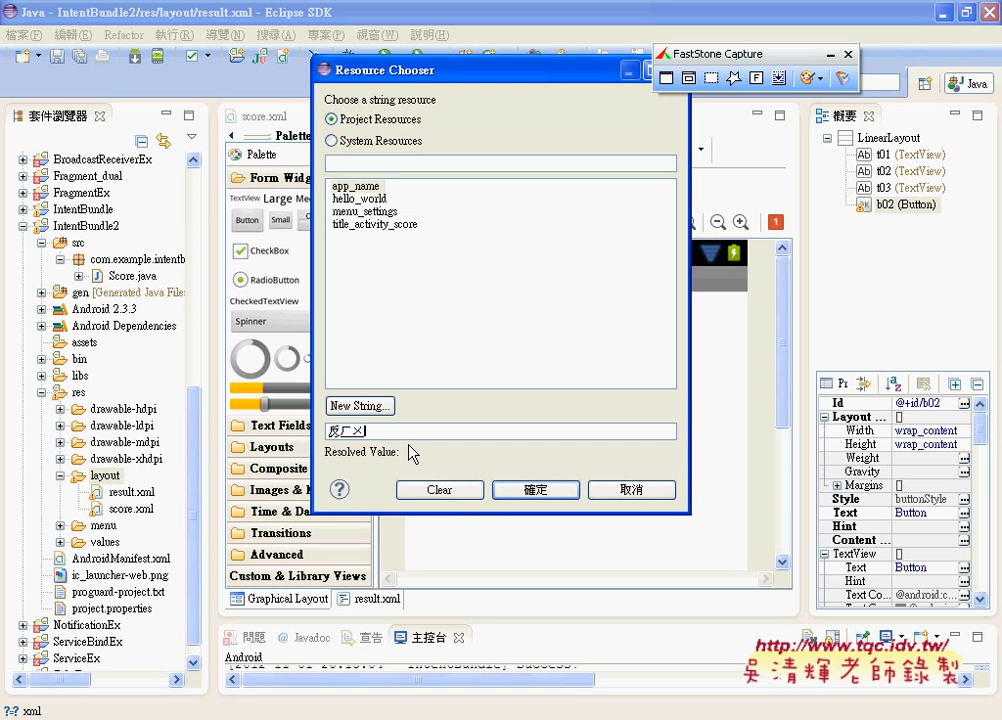 Java - IntentBundle2/res/layout/result.xml - Eclipse SDK
檔案(F) 編輯(E) Refactor 執行(R) 導覽(N) 搜尋(A) 專案(P) 視窗(W) 說明(H)
FastStone Capture
Java
套件瀏覽器
BroadcastReceiverEx
Fragment_dual
FragmentEx
IntentBundle
IntentBundle2
src
com.example.intentb
Score.java
gen [Generated Java File:
Android 2.3.3
Android Dependencies
assets
bin
libs
res
drawable-hdpi
drawable-ldpi
drawable-mdpi
drawable-xhdpi
layout
result.xml
score.xml
menu
values
AndroidManifest.xml
ic_launcher-web.png
proguard-project.txt
project.properties
NotificationEx
ServiceBindEx
ServiceEx
score.xml
Palette
Form Widg
TextView Large Me
Button Small
CheckBox
RadioButton
CheckedTextView
Spinner
Text Fields
Layouts
Composite
Images &
Time & Da
Transitions
Advanced
Custom & Library Views
Graphical Layout result.xml
Resource Chooser
Choose a string resource
Project Resources
System Resources
app_name
hello_world
menu_settings
title_activity_score
New String...
反ㄏㄨ
Resolved Value:
? Clear 確定 取消
1
概要
LinearLayout
t01 (TextView)
t02 (TextView)
t03 (TextView)
b02 (Button)
Pr
Id @+id/b02
Layout ... []
Width wrap_content
Height wrap_content
Weight
Gravity
Margins []
Style buttonStyle
Text Button
Hint
Content ...
TextView []
Text Button
Hint
Text Co... @android:c...
問題 @ Javadoc 宣告 主控台
Android
http://www.tqc.idv.tw/
吳清輝老師錄製
xml